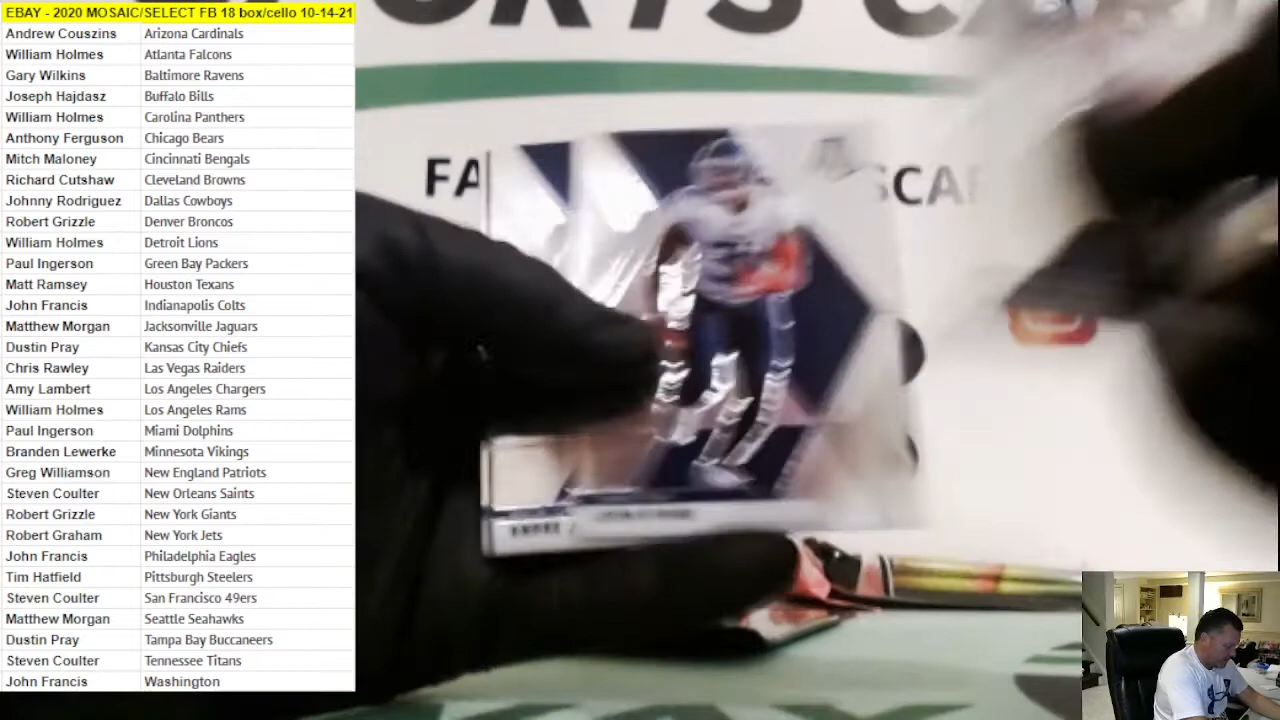 EBAY - 2020 MOSAIC/SELECT FB 18 box/cello 10-14-21
Andrew Couszins Arizona Cardinals
William Holmes Atlanta Falcons
Gary Wilkins Baltimore Ravens
Joseph Hajdasz Buffalo Bills
William Holmes Carolina Panthers
Anthony Ferguson Chicago Bears
Mitch Maloney Cincinnati Bengals
Richard Cutshaw Cleveland Browns
Johnny Rodriguez Dallas Cowboys
Robert Grizzle Denver Broncos
William Holmes Detroit Lions
Paul Ingerson Green Bay Packers
Matt Ramsey Houston Texans
John Francis Indianapolis Colts
Matthew Morgan Jacksonville Jaguars
Dustin Pray Kansas City Chiefs
Chris Rawley Las Vegas Raiders
Amy Lambert Los Angeles Chargers
William Holmes Los Angeles Rams
Paul Ingerson Miami Dolphins
Branden Lewerke Minnesota Vikings
Greg Williamson New England Patriots
Steven Coulter New Orleans Saints
Robert Grizzle New York Giants
Robert Graham New York Jets
John Francis Philadelphia Eagles
Tim Hatfield Pittsburgh Steelers
Steven Coulter San Francisco 49ers
Matthew Morgan Seattle Seahawks
Dustin Pray Tampa Bay Buccaneers
Steven Coulter Tennessee Titans
John Francis Washington
ORTS CA
FA
SCA